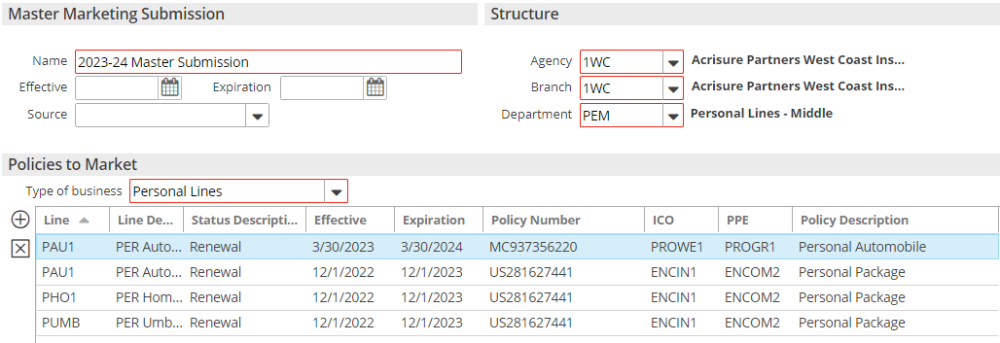 Master Marketing Submission Structure
Name 2023-24 Master Submission Agency 1WC Acrisure Partners West Coast Ins...
Effective Expiration Branch 1WC Acrisure Partners West Coast Ins...
Source Department PEM Personal Lines - Middle
Policies to Market
Type of business Personal Lines
Line Line De... Status Descripti... Effective Expiration Policy Number ICO PPE Policy Description
PAU1 PER Auto... Renewal 3/30/2023 3/30/2024 MC937356220 PROWE1 PROGR1 Personal Automobile
PAU1 PER Auto... Renewal 12/1/2022 12/1/2023 US281627441 ENCIN1 ENCOM2 Personal Package
PHO1 PER Hom... Renewal 12/1/2022 12/1/2023 US281627441 ENCIN1 ENCOM2 Personal Package
PUMB PER Umb... Renewal 12/1/2022 12/1/2023 US281627441 ENCIN1 ENCOM2 Personal Package